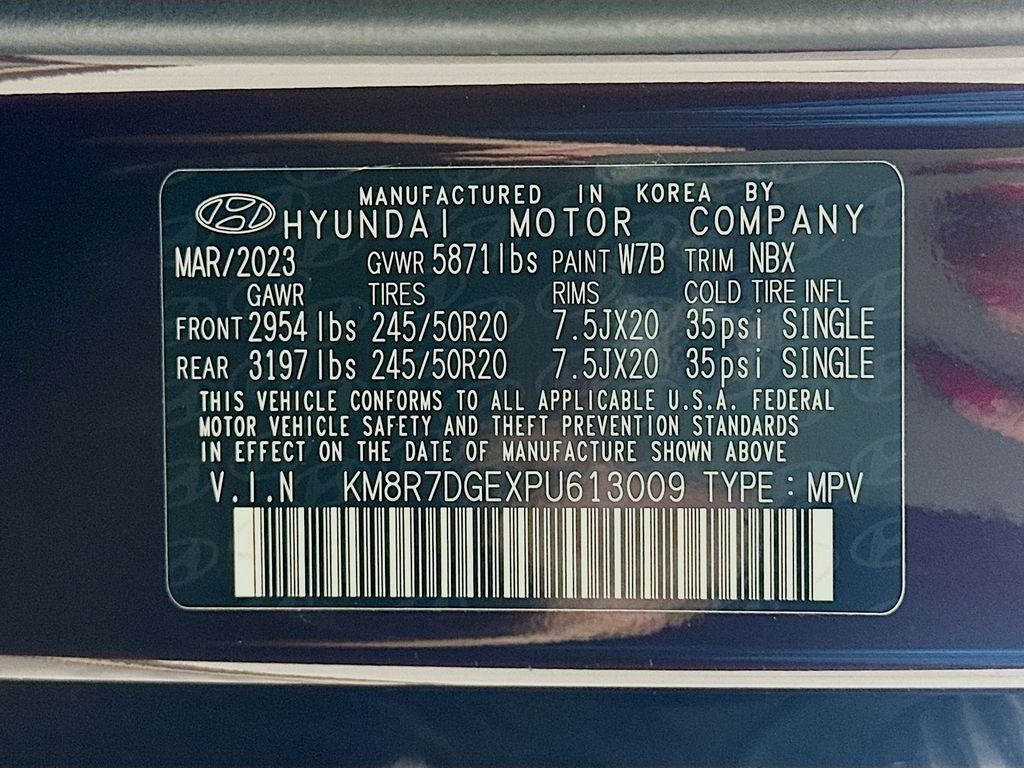 MANUFACTURED IN KOREA BY
HYUNDAI MOTOR COMPANY
MAR/2023 GVWR 5871lbs PAINT W7B TRIM NBX
GAWR TIRES RIMS COLD TIRE INFL
FRONT 2954lbs 245/50R20 7.5JX20 35psi SINGLE
REAR 3197lbs 245/50R20 7.5JX20 35psi SINGLE
THIS VEHICLE CONFORMS TO ALL APPLICABLE U.S.A. FEDERAL
MOTOR VEHICLE SAFETY AND THEFT PREVENTION STANDARDS
IN EFFECT ON THE DATE OF MANUFACTURE SHOWN ABOVE
V.I.N KM8R7DGEXPU613009 TYPE : MPV